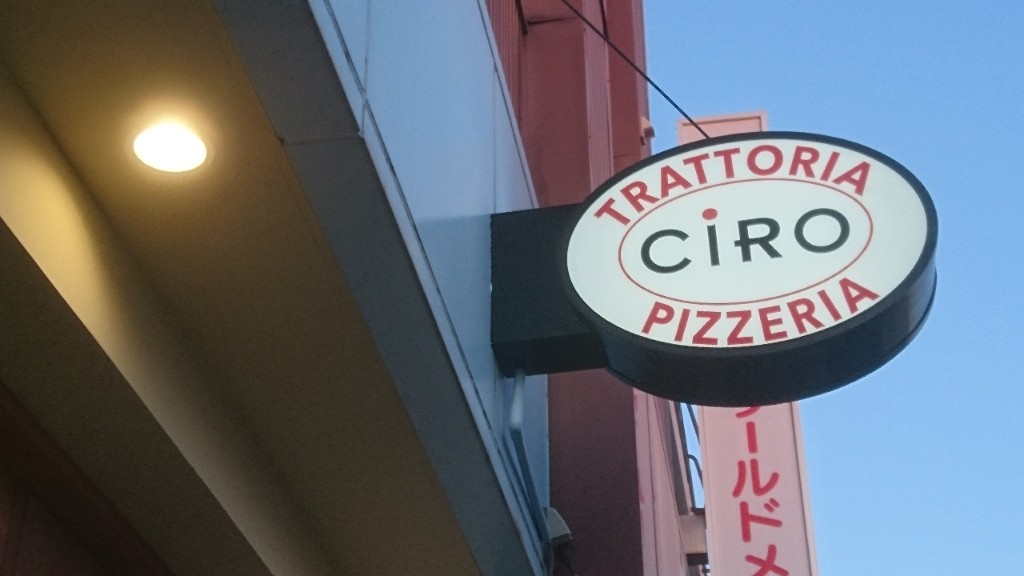 TRATTORIA
CiRO
PIZZERIA
ールドメ